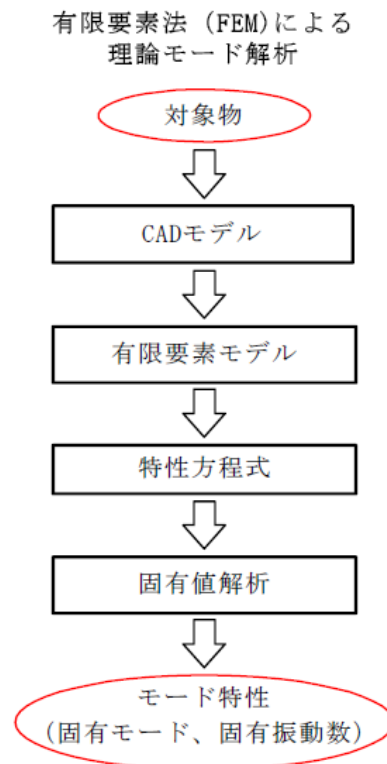 有限要素法 (FEM)による
理論モード解析
対象物
CADモデル
有限要素モデル
特性方程式
固有値解析
モード特性
(固有モード、固有振動数)